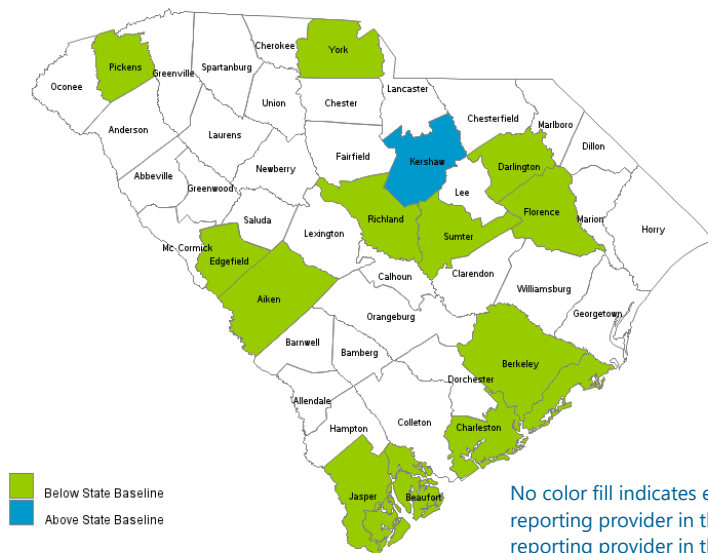 Cherokee
York
Pickens
Spartanburg
Greenville
Oconee
Lancaster
Union
Chester
Chesterfield
Marlboro
Anderson
Laurens
Dillon
Fairfield
Kershaw
Darlington
Newberry
Abbeville
Greenwood
Lee
Florence
Saluda
Richland
Marion
Horry
Lexington
Sumter
Mc Cormick
Edgefield
Calhoun
Clarendon
Aiken
Williamsburg
Orangeburg
Georgetown
Barnwell
Bamberg
Berkeley
Dorchester
Allendale
Colleton
Hampton
Charleston
Jasper
Beaufort
Below State Baseline
Above State Baseline
No color fill indicates
reporting provider in
reporting provider in